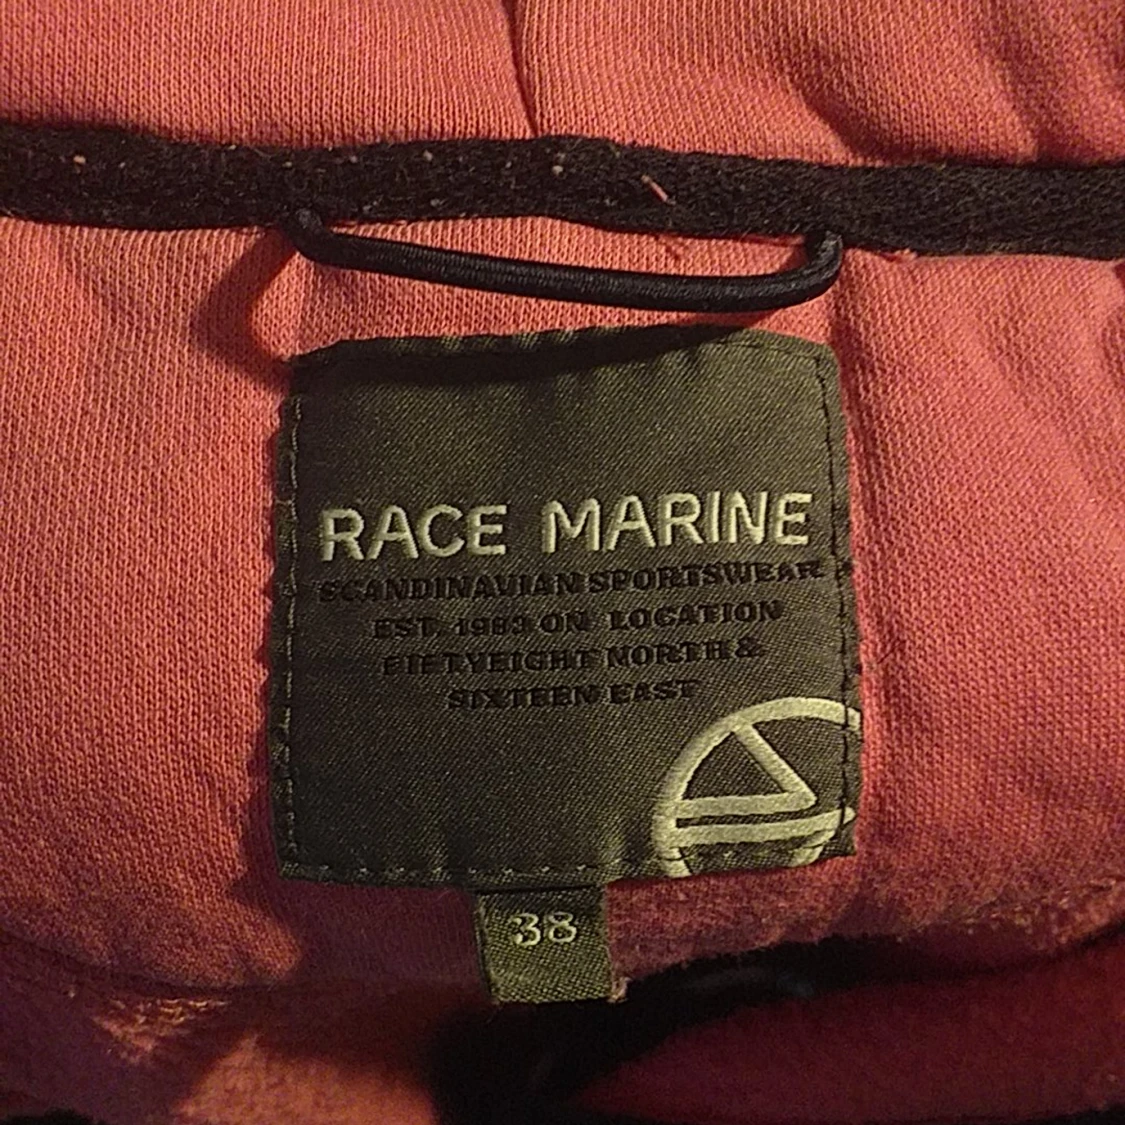 RACE MARINE
SCANDINAVIAN SPORTSWEAR
EST. 1983 ON LOCATION
FIFTYEIGHT NORTH &
SIXTEEN EAST
38